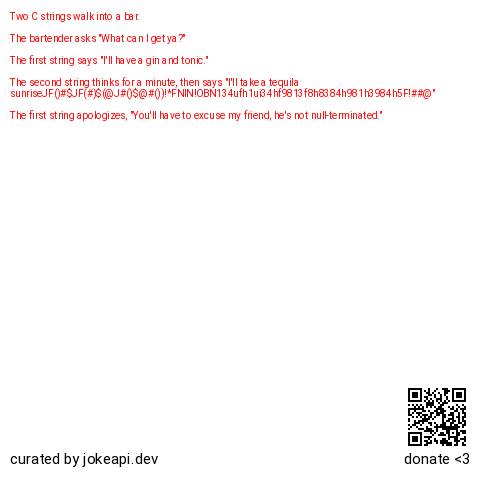 Two C strings walk into a bar.
The bartender asks "What can I get ya?"
The first string says "I'll have a gin and tonic."
The second string thinks for a minute, then says "I'll take a tequila
sunriseJF()#$JF(#)$(@J#()$@#())!*FNIN!OBN134ufh1ui34hf9813f8h8384h981h3984h5F!##@"
The first string apologizes, "You'll have to excuse my friend, he's not null-terminated."
curated by jokeapi.dev
donate <3